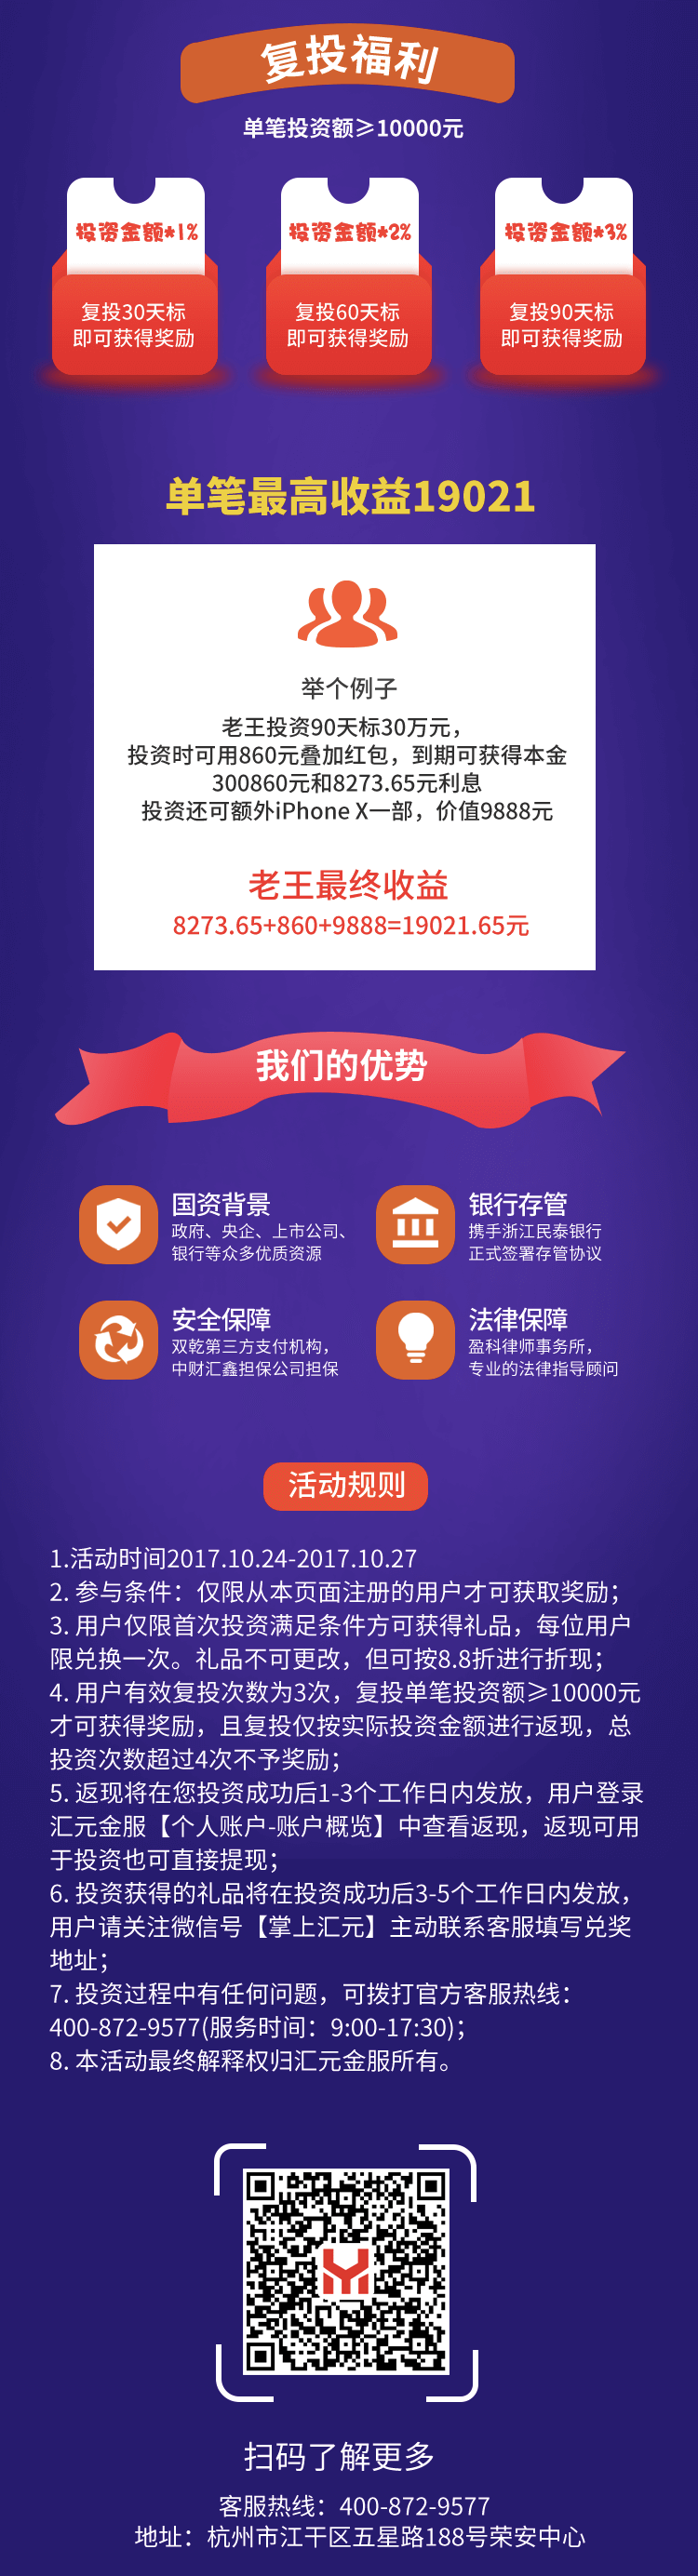 复投福利
单笔投资额≥10000元
投资金额*1%
投资金额*2%
投资金额*3%
复投30天标
即可获得奖励
复投60天标
即可获得奖励
复投90天标
即可获得奖励
单笔最高收益19021
举个例子
老王投资90天标30万元，
投资时可用860元叠加红包，到期可获得本金
300860元和8273.65元利息
投资还可额外iPhone X一部，价值9888元
老王最终收益
8273.65+860+9888=19021.65元
我们的优势
国资背景
政府、央企、上市公司、
银行等众多优质资源
银行存管
携手浙江民泰银行
正式签署存管协议
安全保障
双乾第三方支付机构，
中财汇鑫担保公司担保
法律保障
盈科律师事务所，
专业的法律指导顾问
活动规则
1.活动时间2017.10.24-2017.10.27
2. 参与条件：仅限从本页面注册的用户才可获取奖励；
3. 用户仅限首次投资满足条件方可获得礼品，每位用户
限兑换一次。礼品不可更改，但可按8.8折进行折现；
4. 用户有效复投次数为3次，复投单笔投资额≥10000元
才可获得奖励，且复投仅按实际投资金额进行返现，总
投资次数超过4次不予奖励；
5. 返现将在您投资成功后1-3个工作日内发放，用户登录
汇元金服【个人账户-账户概览】中查看返现，返现可用
于投资也可直接提现；
6. 投资获得的礼品将在投资成功后3-5个工作日内发放，
用户请关注微信号【掌上汇元】主动联系客服填写兑奖
地址；
7. 投资过程中有任何问题，可拨打官方客服热线：
400-872-9577(服务时间：9:00-17:30)；
8. 本活动最终解释权归汇元金服所有。
扫码了解更多
客服热线：400-872-9577
地址：杭州市江干区五星路188号荣安中心